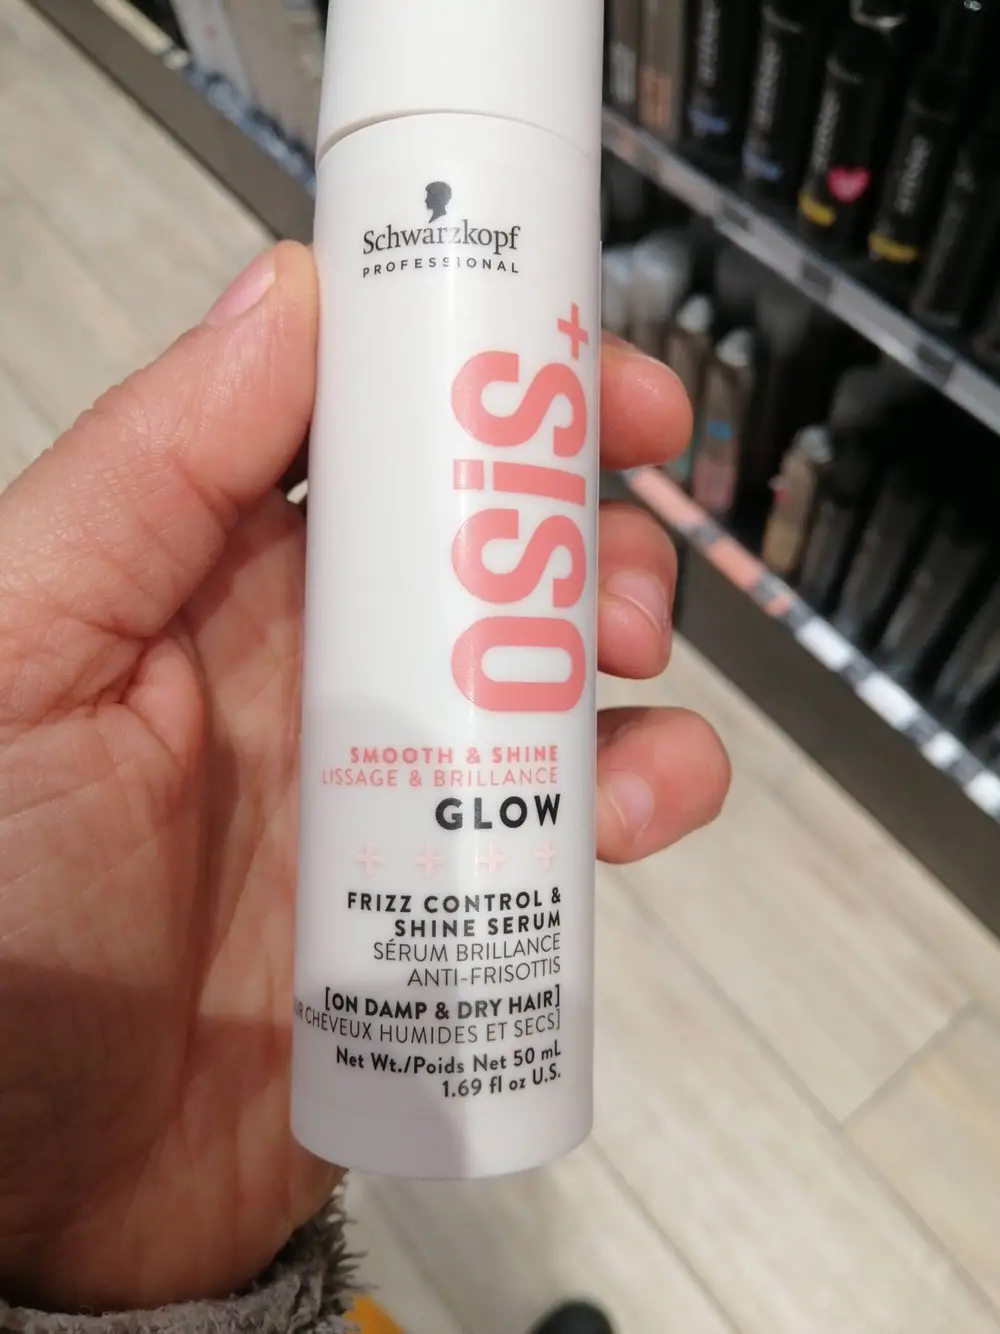 Schwarzkopf
PROFESSIONAL
OSiS+
SMOOTH & SHINE
LISSAGE & BRILLANCE
GLOW
FRIZZ CONTROL &
SHINE SERUM
SÉRUM BRILLANCE
ANTI-FRISOTTIS
[ON DAMP & DRY HAIR]
CHEVEUX HUMIDES ET SECS]
Net Wt./Poids Net 50 mL
1.69 fl oz U.S.